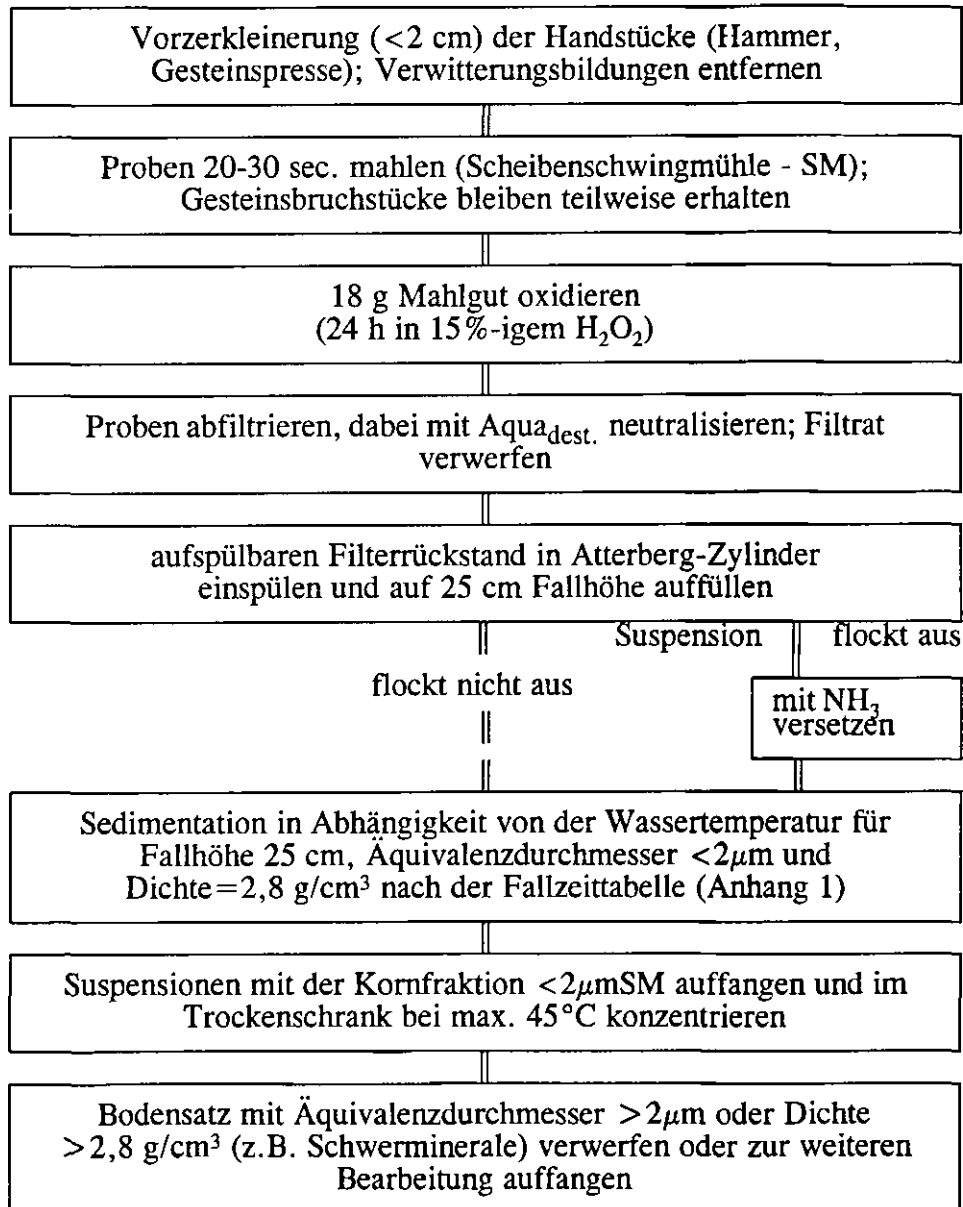 Vorzerkleinerung (<2 cm) der Handstücke (Hammer,
Gesteinspresse); Verwitterungsbildungen entfernen
Proben 20-30 sec. mahlen (Scheibenschwingmühle - SM);
Gesteinsbruchstücke bleiben teilweise erhalten
18 g Mahlgut oxidieren
(24 h in 15%-igem H₂O₂)
Proben abfiltrieren, dabei mit Aqua_dest. neutralisieren; Filtrat
verwerfen
aufspülbaren Filterrückstand in Atterberg-Zylinder
einspülen und auf 25 cm Fallhöhe auffüllen
Suspension flockt aus
flockt nicht aus
mit NH₃
versetzen
Sedimentation in Abhängigkeit von der Wassertemperatur für
Fallhöhe 25 cm, Äquivalenzdurchmesser <2μm und
Dichte=2,8 g/cm³ nach der Fallzeittabelle (Anhang 1)
Suspensionen mit der Kornfraktion <2μmSM auffangen und im
Trockenschrank bei max. 45°C konzentrieren
Bodensatz mit Äquivalenzdurchmesser >2μm oder Dichte
>2,8 g/cm³ (z.B. Schwerminerale) verwerfen oder zur weiteren
Bearbeitung auffangen